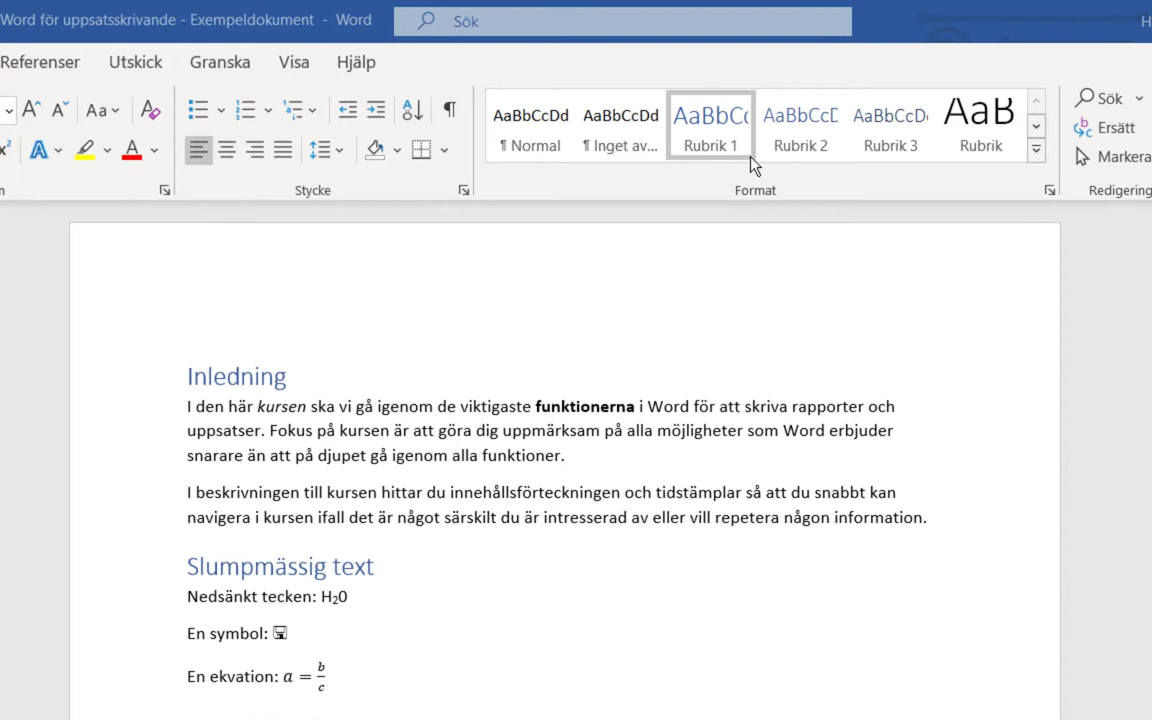 Word för uppsatsskrivande - Exempeldokument - Word
Sök
H
Referenser Utskick Granska Visa Hjälp
Aa
AaBbCcDd AaBbCcDd AaBbCc AaBbCcD AaBbCcDd AaB
¶ Normal ¶ Inget av... Rubrik 1 Rubrik 2 Rubrik 3 Rubrik
Sök
Ersätt
Markera
Stycke
Format
Redigering
Inledning
I den här kursen ska vi gå igenom de viktigaste funktionerna i Word för att skriva rapporter och
uppsatser. Fokus på kursen är att göra dig uppmärksam på alla möjligheter som Word erbjuder
snarare än att på djupet gå igenom alla funktioner.
I beskrivningen till kursen hittar du innehållsförteckningen och tidstämplar så att du snabbt kan
navigera i kursen ifall det är något särskilt du är intresserad av eller vill repetera någon information.
Slumpmässig text
Nedsänkt tecken: H₂0
En symbol: 🖫
En ekvation: a = b/c